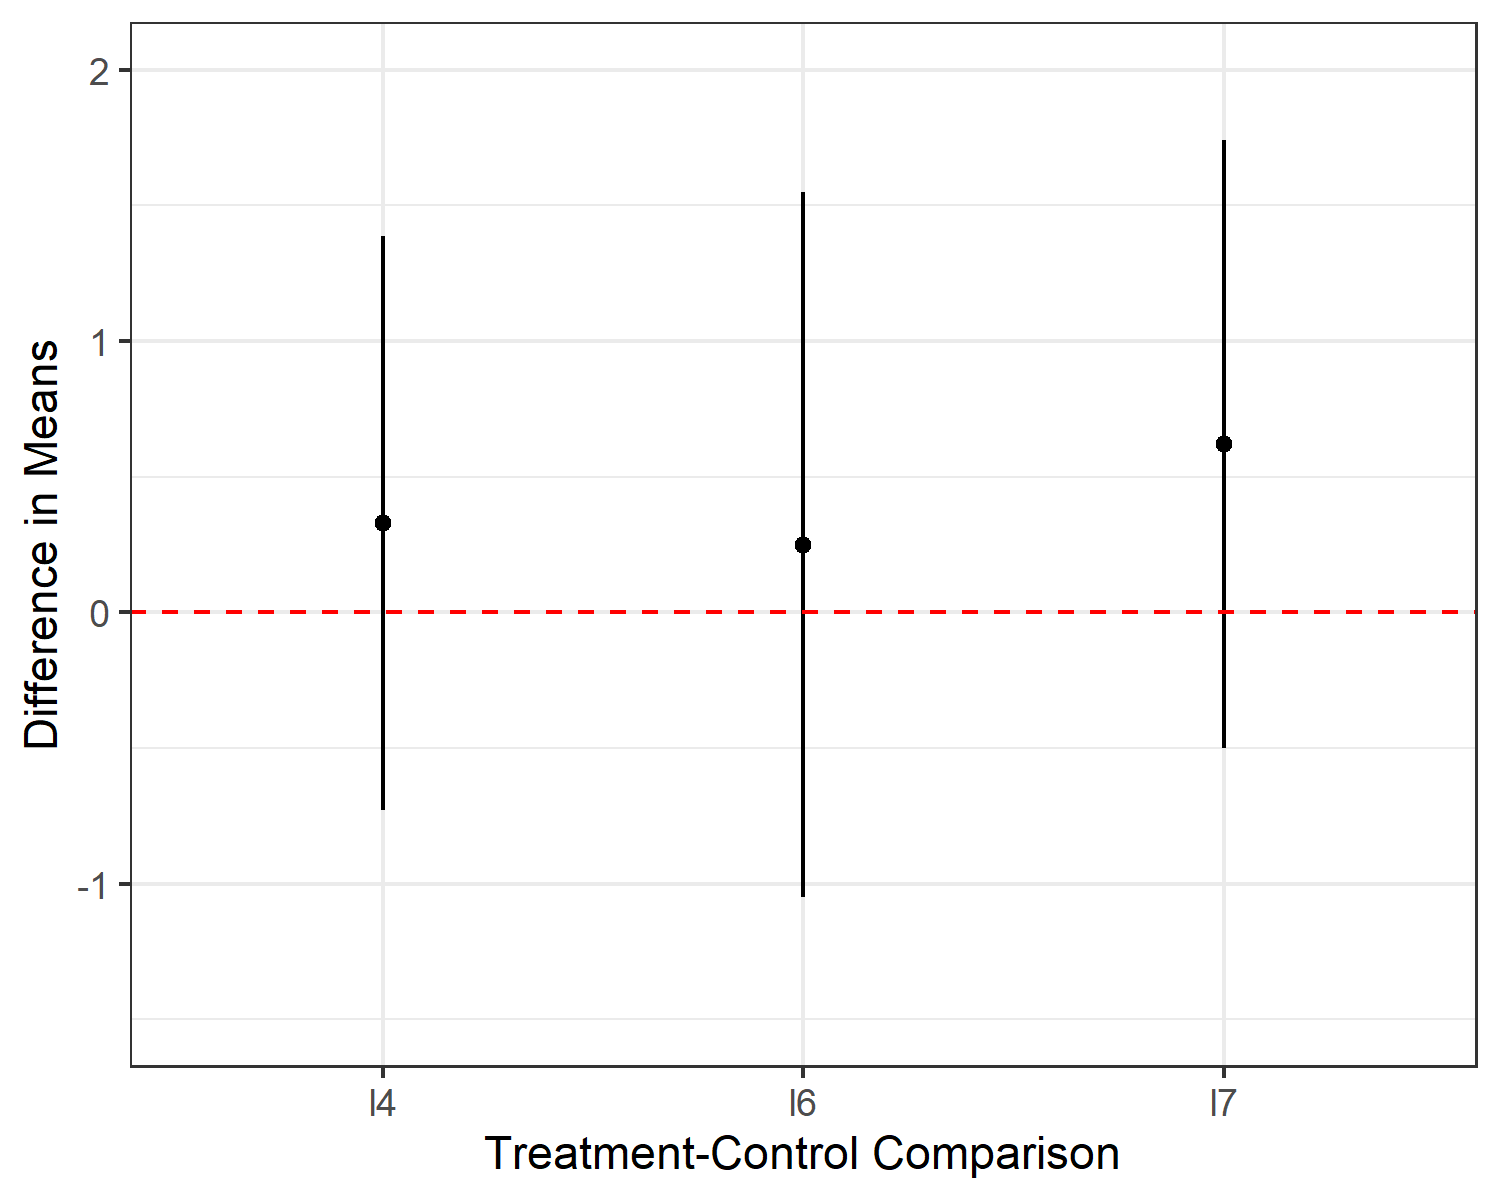 Difference in Means
2
1
0
-1
I4
I6
I7
Treatment-Control Comparison